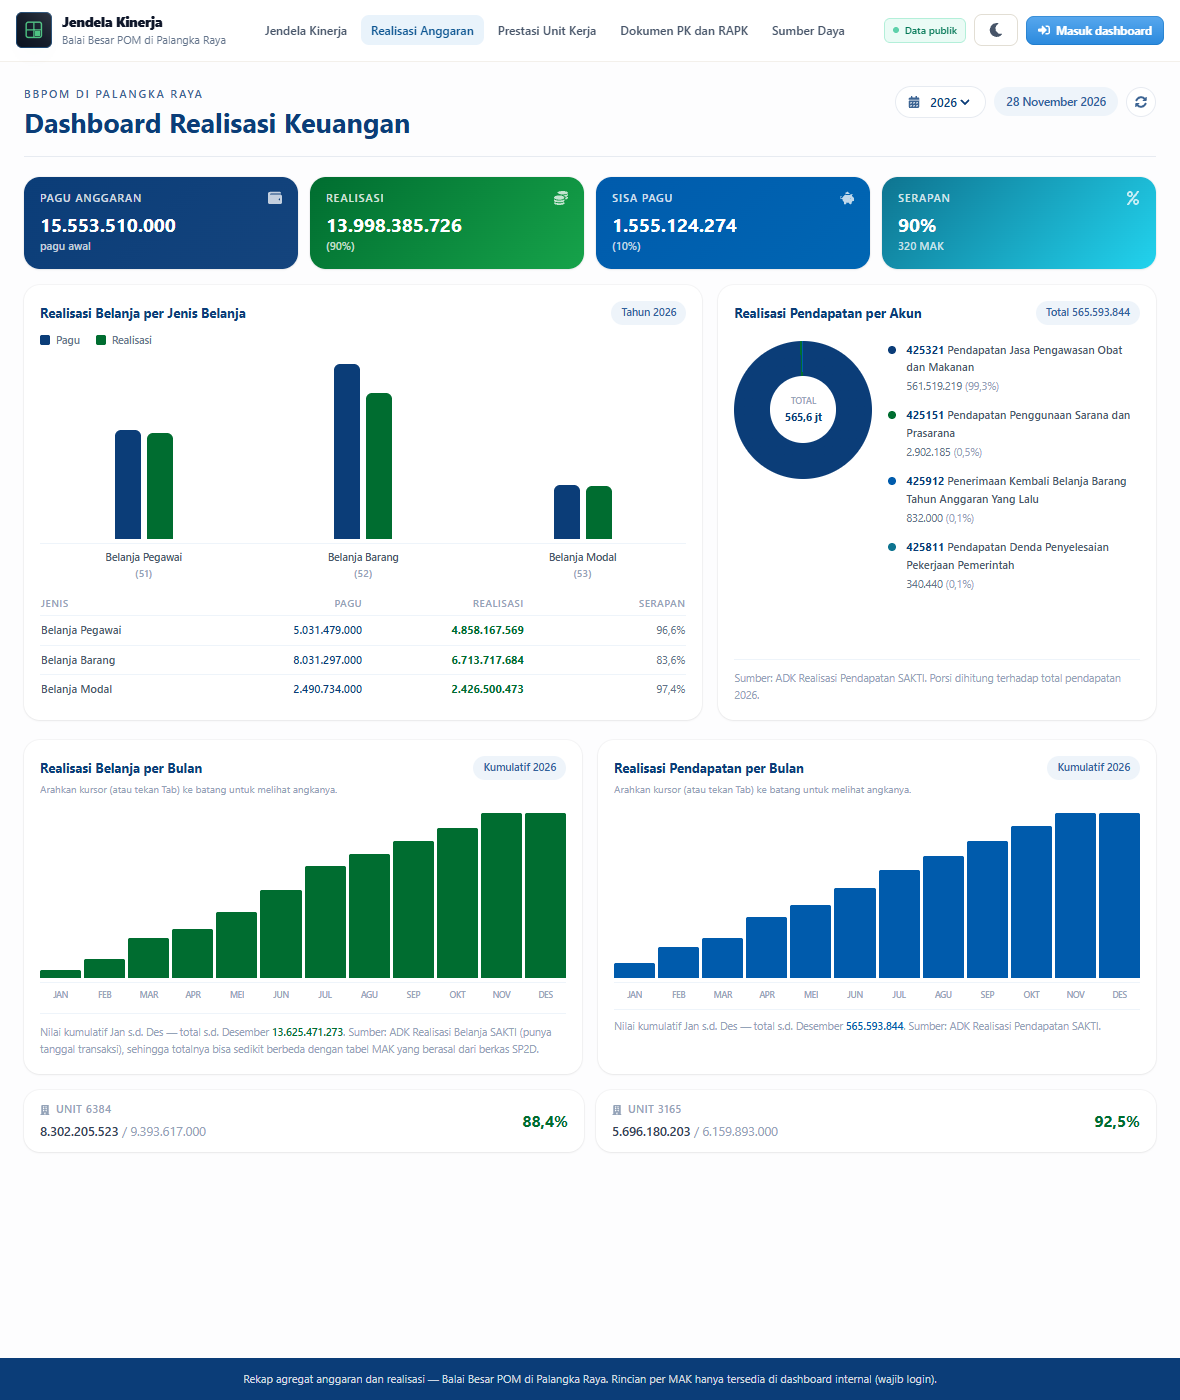 Jendela Kinerja
Balai Besar POM di Palangka Raya
Jendela Kinerja
Realisasi Anggaran
Prestasi Unit Kerja
Dokumen PK dan RAPK
Sumber Daya
Data publik
Masuk dashboard
BBPOM DI PALANGKA RAYA
Dashboard Realisasi Keuangan
2026
28 November 2026
PAGU ANGGARAN
15.553.510.000
pagu awal
REALISASI
13.998.385.726
(90%)
SISA PAGU
1.555.124.274
(10%)
SERAPAN
90%
320 MAK
Realisasi Belanja per Jenis Belanja
Tahun 2026
Pagu
Realisasi
Belanja Pegawai
(51)
Belanja Barang
(52)
Belanja Modal
(53)
JENIS PAGU REALISASI SERAPAN
Belanja Pegawai 5.031.479.000 4.858.167.569 96,6%
Belanja Barang 8.031.297.000 6.713.717.684 83,6%
Belanja Modal 2.490.734.000 2.426.500.473 97,4%
Realisasi Pendapatan per Akun
Total 565.593.844
TOTAL
565,6 jt
425321 Pendapatan Jasa Pengawasan Obat
dan Makanan
561.519.219 (99,3%)
425151 Pendapatan Penggunaan Sarana dan
Prasarana
2.902.185 (0,5%)
425912 Penerimaan Kembali Belanja Barang
Tahun Anggaran Yang Lalu
832.000 (0,1%)
425811 Pendapatan Denda Penyelesaian
Pekerjaan Pemerintah
340.440 (0,1%)
Sumber: ADK Realisasi Pendapatan SAKTI. Porsi dihitung terhadap total pendapatan
2026.
Realisasi Belanja per Bulan
Kumulatif 2026
Arahkan kursor (atau tekan Tab) ke batang untuk melihat angkanya.
JAN FEB MAR APR MEI JUN JUL AGU SEP OKT NOV DES
Nilai kumulatif Jan s.d. Des — total s.d. Desember 13.625.471.273. Sumber: ADK Realisasi Belanja SAKTI (punya
tanggal transaksi), sehingga totalnya bisa sedikit berbeda dengan tabel MAK yang berasal dari berkas SP2D.
Realisasi Pendapatan per Bulan
Kumulatif 2026
Arahkan kursor (atau tekan Tab) ke batang untuk melihat angkanya.
JAN FEB MAR APR MEI JUN JUL AGU SEP OKT NOV DES
Nilai kumulatif Jan s.d. Des — total s.d. Desember 565.593.844. Sumber: ADK Realisasi Pendapatan SAKTI.
UNIT 6384
8.302.205.523 / 9.393.617.000
88,4%
UNIT 3165
5.696.180.203 / 6.159.893.000
92,5%
Rekap agregat anggaran dan realisasi — Balai Besar POM di Palangka Raya. Rincian per MAK hanya tersedia di dashboard internal (wajib login).